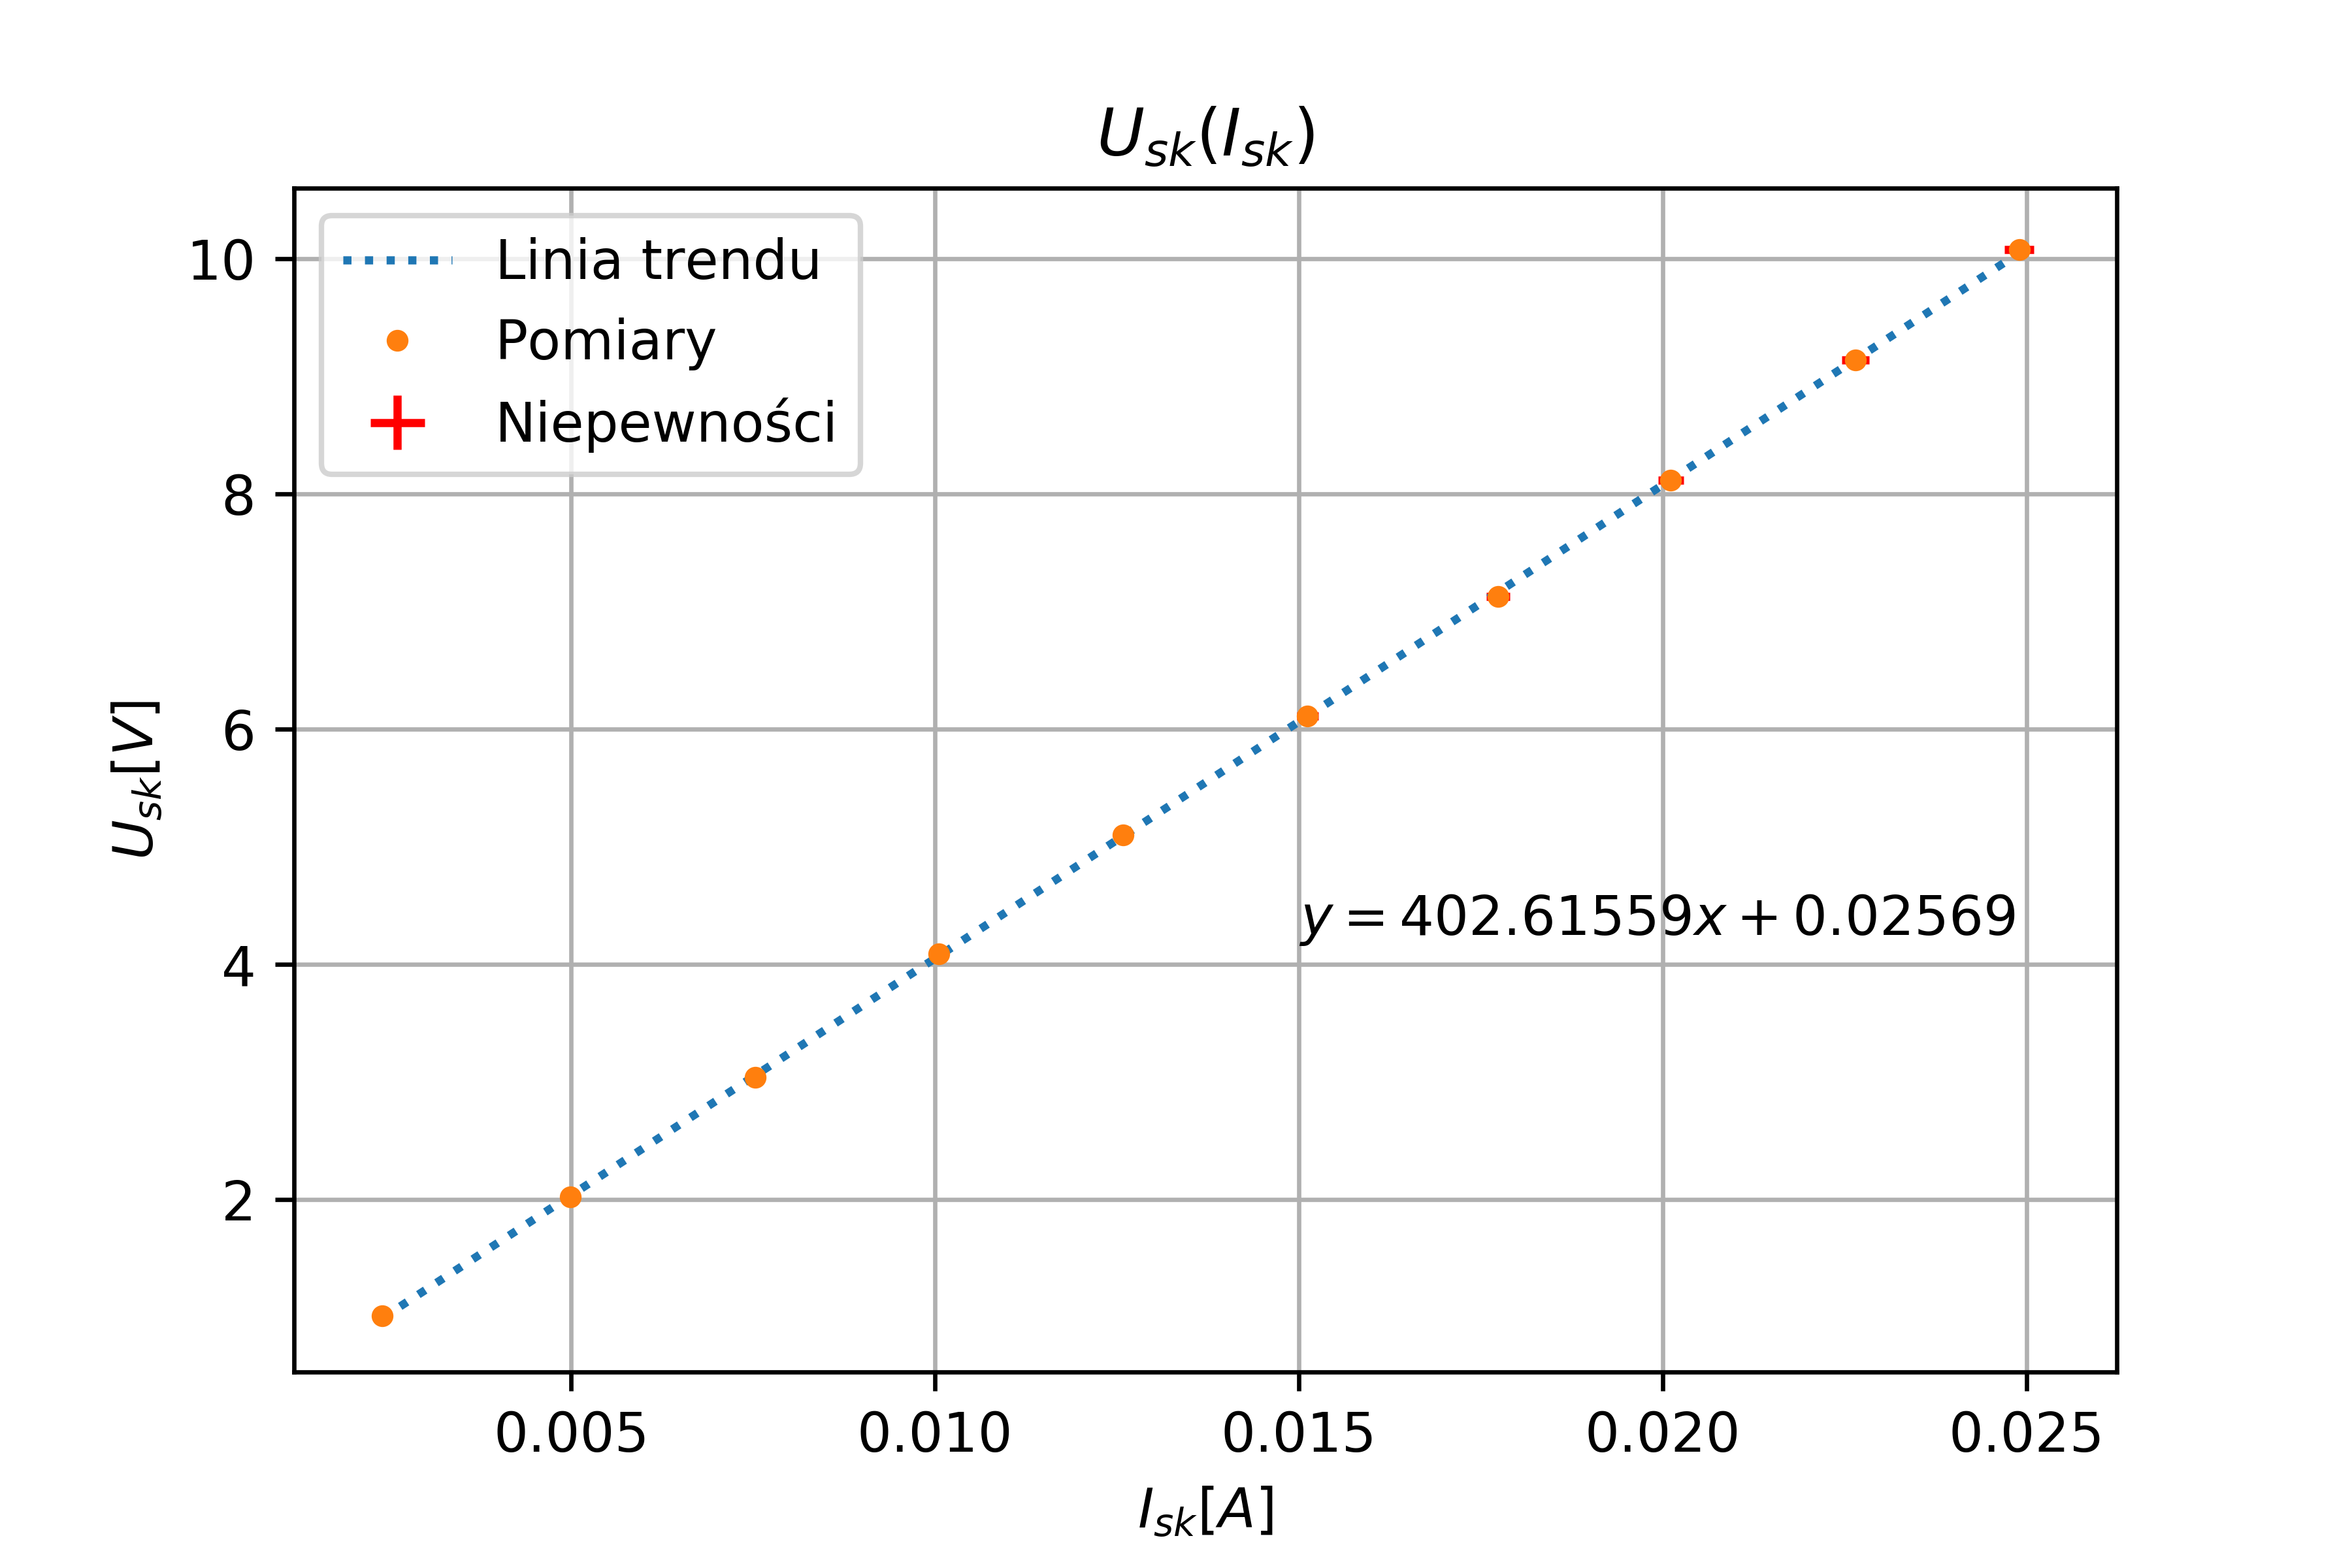 U_sk(I_sk)
Linia trendu
Pomiary
Niepewności
10
8
6
4
2
U_sk[V]
y = 402.61559x + 0.02569
0.005 0.010 0.015 0.020 0.025
I_sk[A]